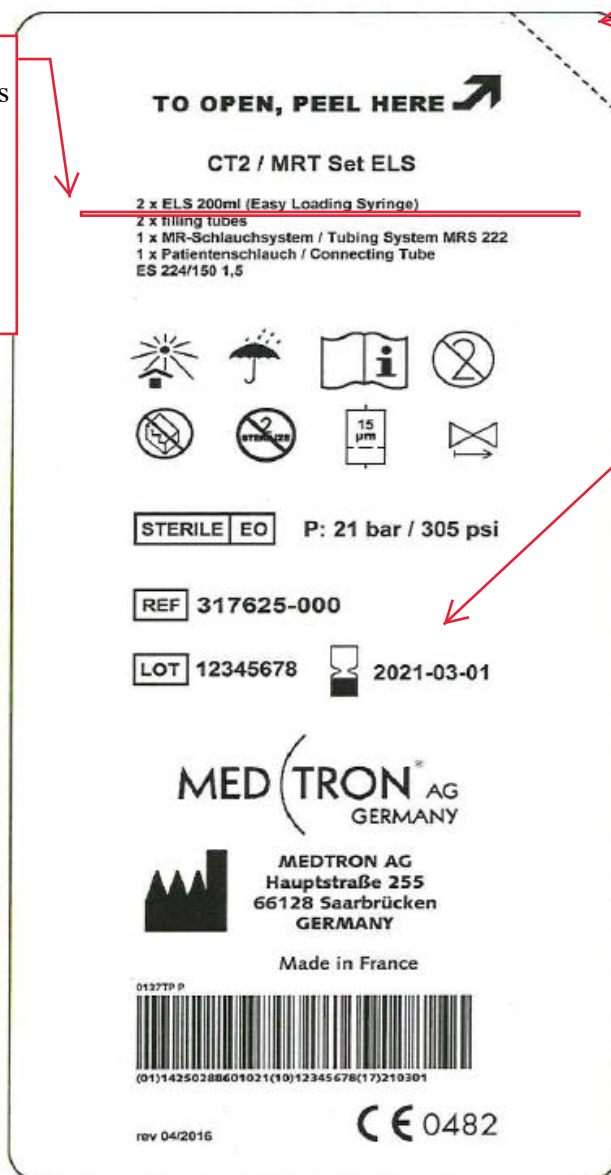 s
TO OPEN, PEEL HERE
CT2 / MRT Set ELS
2 x ELS 200ml (Easy Loading Syringe)
2 x filling tubes
1 x MR-Schlauchsystem / Tubing System MRS 222
1 x Patientenschlauch / Connecting Tube
ES 224/150 1,5
i
2
2
STERILIZE
15
µm
STERILE EO P: 21 bar / 305 psi
REF 317625-000
LOT 12345678 2021-03-01
MED TRON® AG
GERMANY
MEDTRON AG
Hauptstraße 255
66128 Saarbrücken
GERMANY
Made in France
0137TP P
(01)14250288601021(10)12345678(17)210301
rev 04/2016 CE 0482